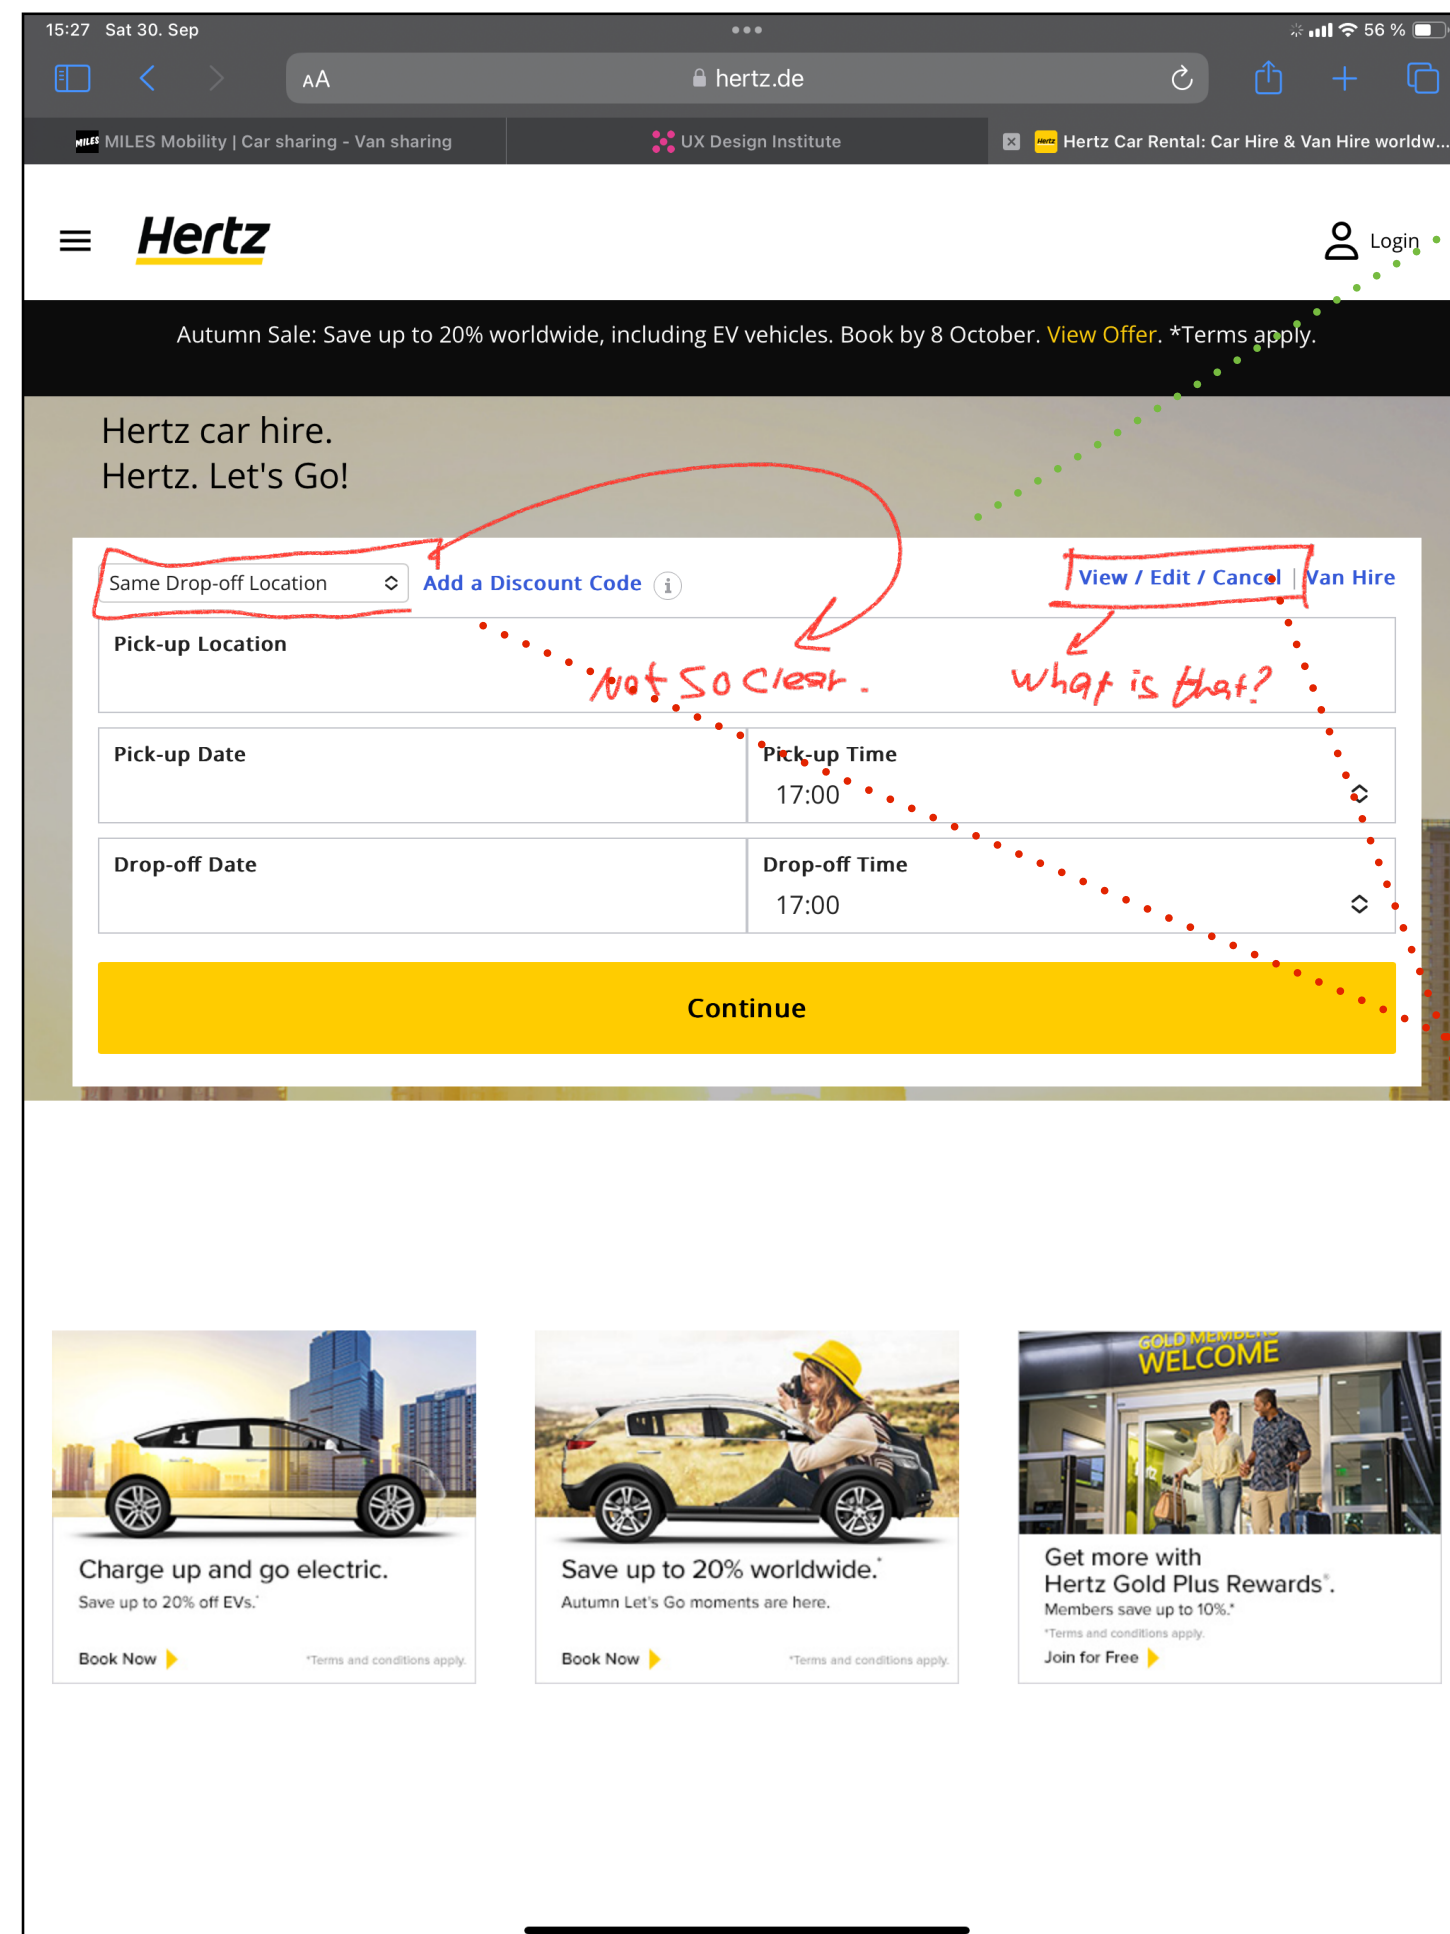 15:27 Sat 30. Sep
56 %
AA
hertz.de
MILES
MILES Mobility | Car sharing - Van sharing
UX Design Institute
Hertz
Hertz Car Rental: Car Hire & Van Hire worldw...
Hertz
Login
Autumn Sale: Save up to 20% worldwide, including EV vehicles. Book by 8 October. View Offer. *Terms apply.
Hertz car hire.
Hertz. Let's Go!
Same Drop-off Location
Add a Discount Code
i
View / Edit / Cancel | Van Hire
Pick-up Location
Not so clear.
what is that?
Pick-up Date
Pick-up Time
17:00
Drop-off Date
Drop-off Time
17:00
Continue
GOLD MEMBERS
WELCOME
Charge up and go electric.
Save up to 20% off EVs.*
Book Now
*Terms and conditions apply.
Save up to 20% worldwide.*
Autumn Let's Go moments are here.
Book Now
*Terms and conditions apply.
Get more with
Hertz Gold Plus Rewards®.
Members save up to 10%.*
*Terms and conditions apply.
Join for Free